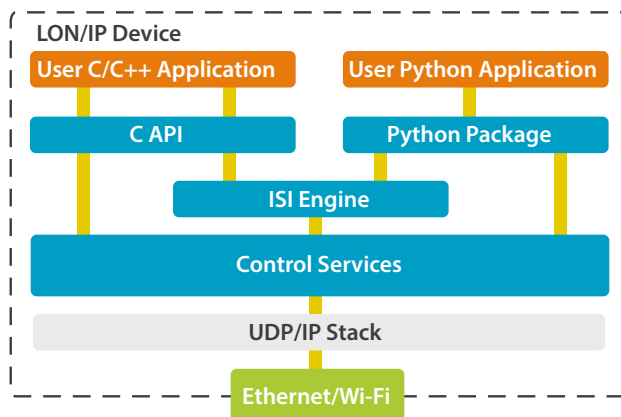 LON/IP Device
User C/C++ Application
User Python Application
C API
Python Package
ISI Engine
Control Services
UDP/IP Stack
Ethernet/Wi-Fi